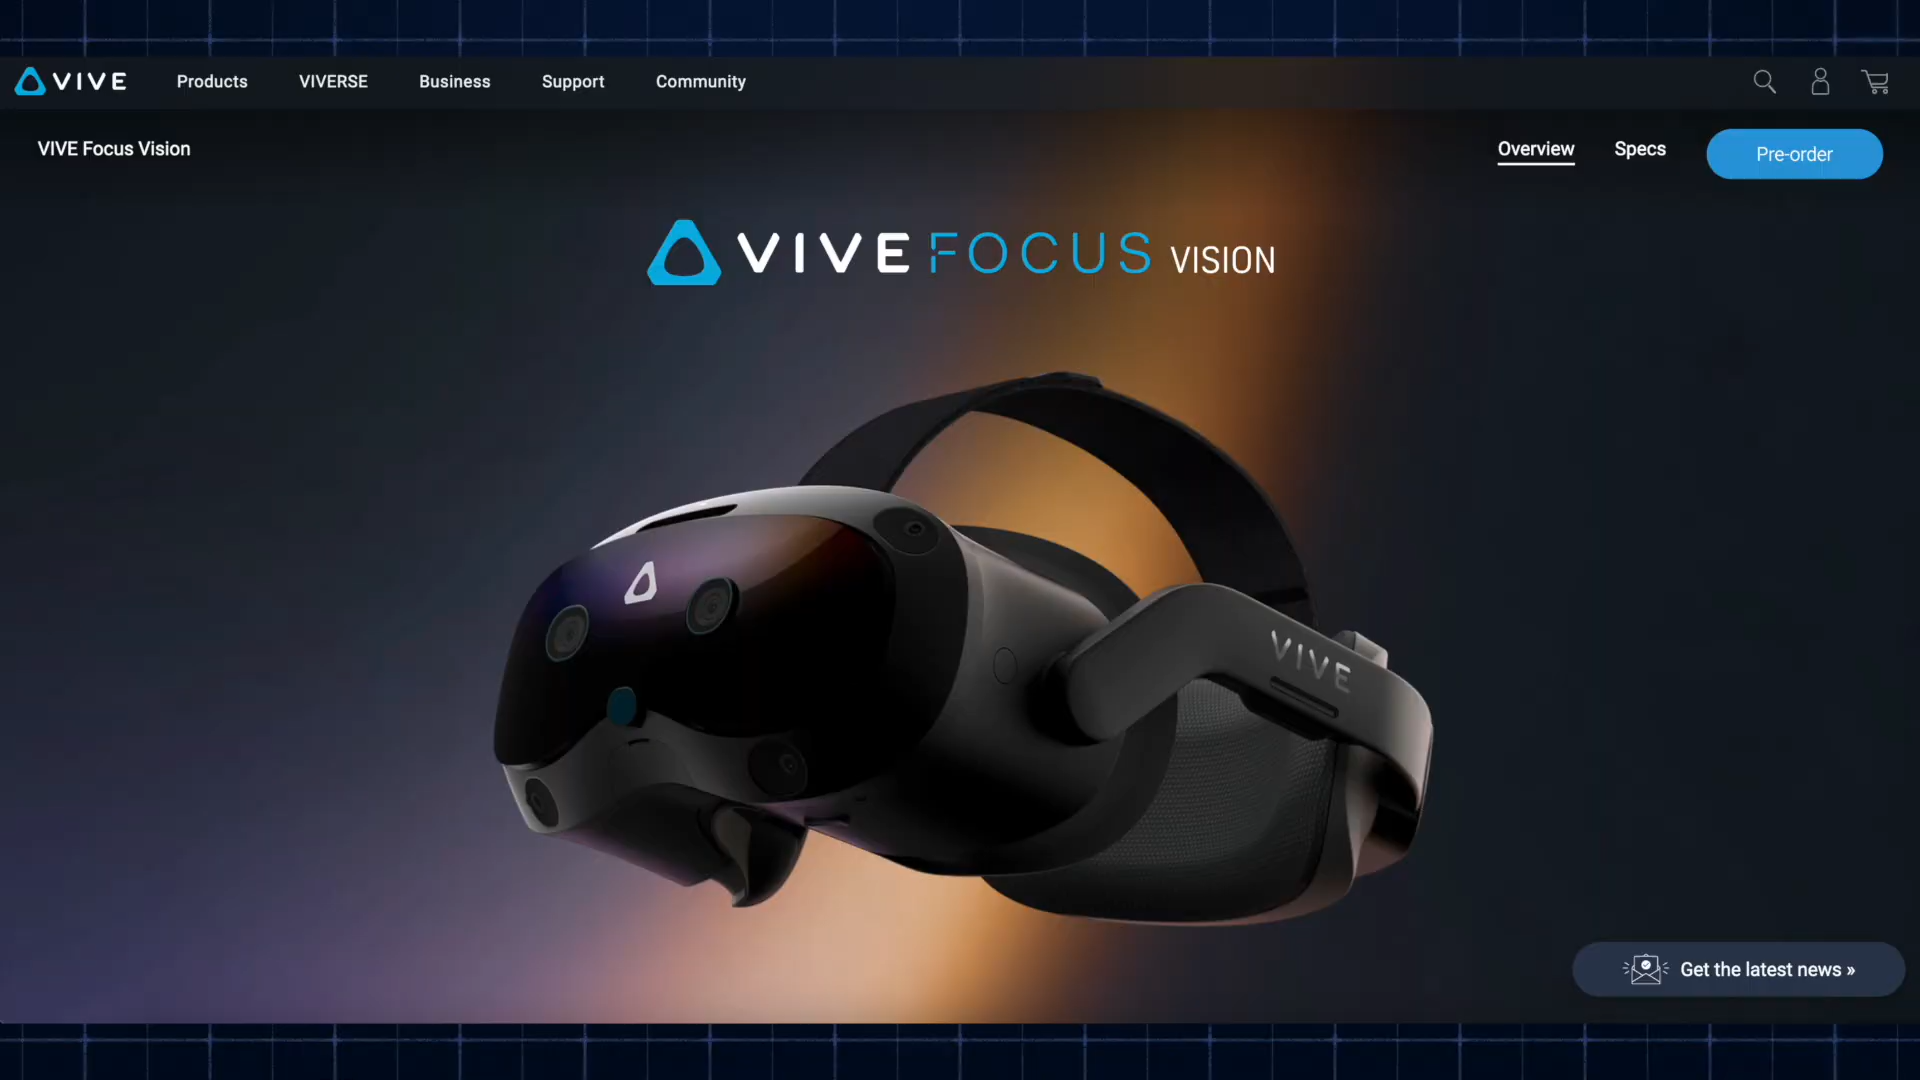 VIVE Products VIVERSE Business Support Community
VIVE Focus Vision Overview Specs Pre-order
VIVE FOCUS VISION
VIVE
Get the latest news »